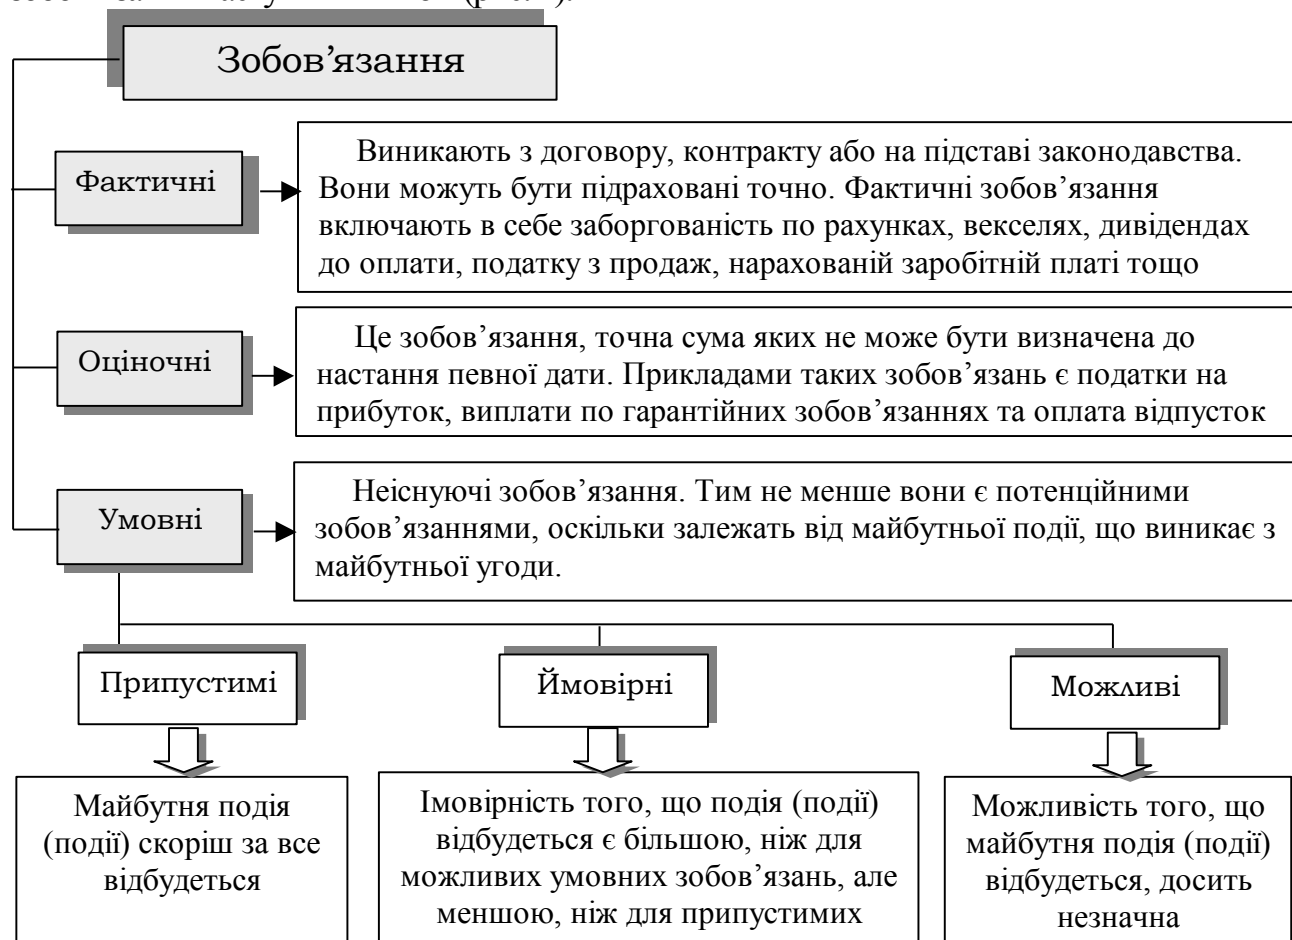 Зобов’язання
Фактичні
Виникають з договору, контракту або на підставі законодавства.
Вони можуть бути підраховані точно. Фактичні зобов’язання
включають в себе заборгованість по рахунках, векселях, дивідендах
до оплати, податку з продаж, нарахованій заробітній платі тощо
Оціночні
Це зобов’язання, точна сума яких не може бути визначена до
настання певної дати. Прикладами таких зобов’язань є податки на
прибуток, виплати по гарантійних зобов’язаннях та оплата відпусток
Умовні
Неіснуючі зобов’язання. Тим не менше вони є потенційними
зобов’язаннями, оскільки залежать від майбутньої події, що виникає з
майбутньої угоди.
Припустимі
Майбутня подія
(події) скоріш за все
відбудеться
Ймовірні
Імовірність того, що подія (події)
відбудеться є більшою, ніж для
можливих умовних зобов’язань, але
меншою, ніж для припустимих
Можливі
Можливість того, що
майбутня подія (події)
відбудеться, досить
незначна